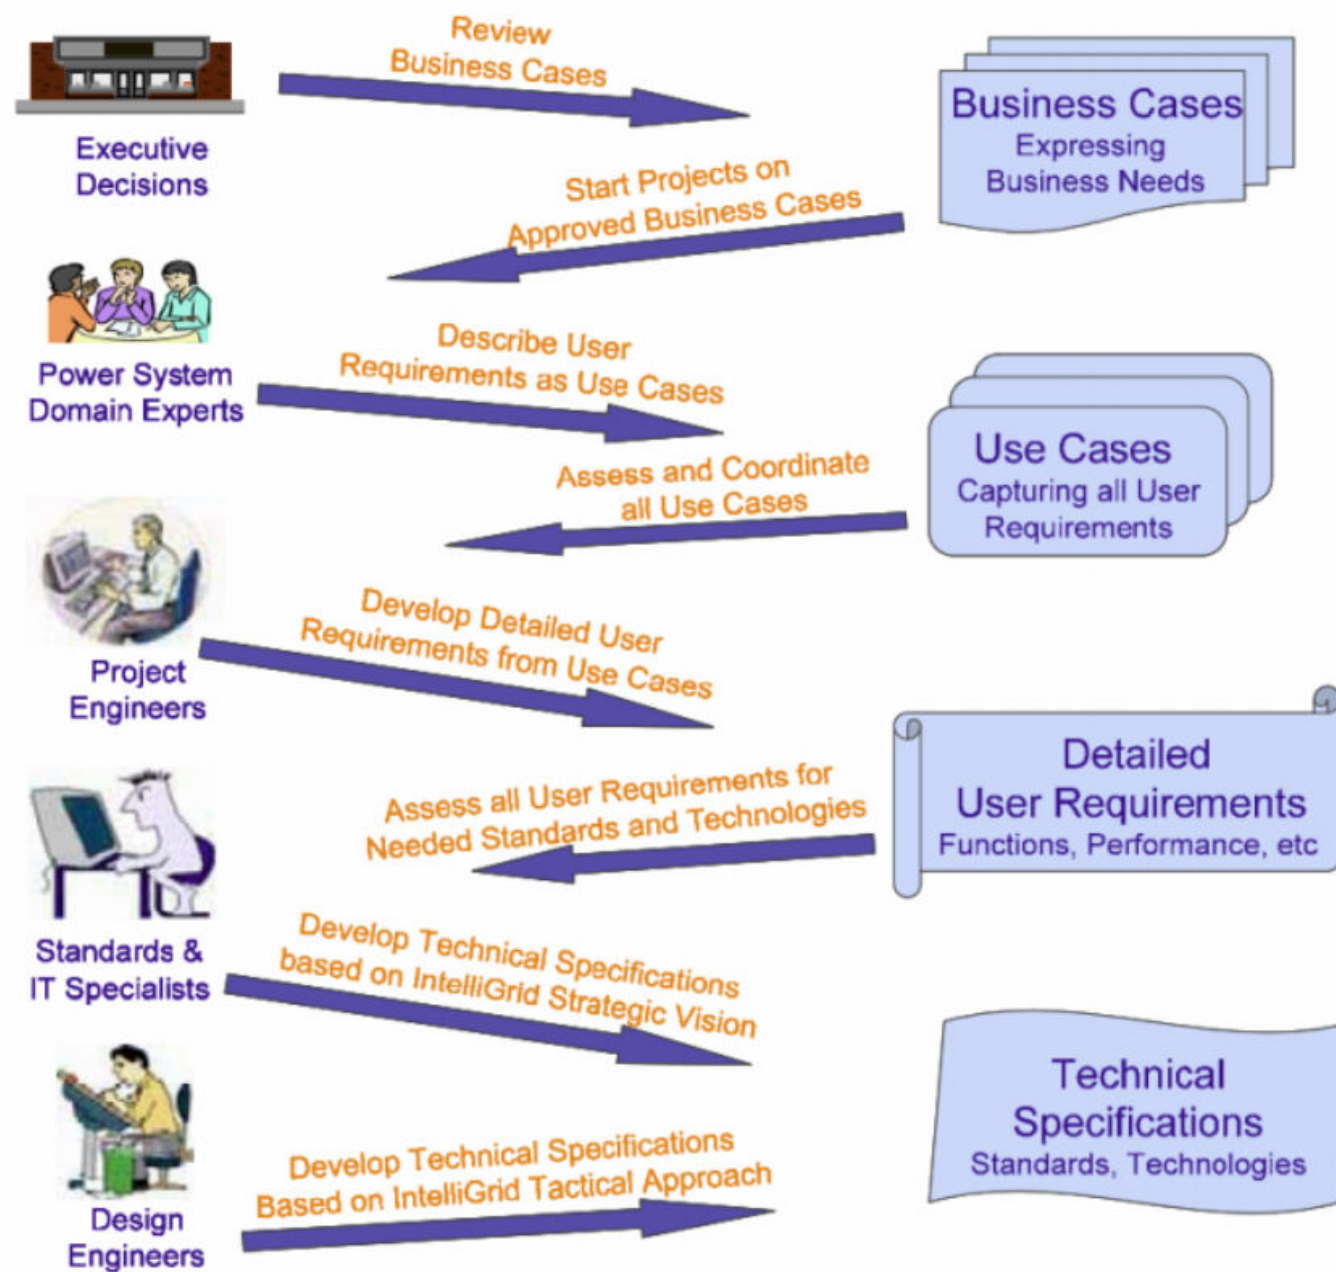 Review
Business Cases
Business Cases
Expressing
Business Needs
Executive
Decisions
Start Projects on
Approved Business Cases
Power System
Domain Experts
Describe User
Requirements as Use Cases
Use Cases
Capturing all User
Requirements
Assess and Coordinate
all Use Cases
Project
Engineers
Develop Detailed User
Requirements from Use Cases
Detailed
User Requirements
Functions, Performance, etc
Assess all User Requirements for
Needed Standards and Technologies
Standards &
IT Specialists
Develop Technical Specifications
based on IntelliGrid Strategic Vision
Technical
Specifications
Standards, Technologies
Design
Engineers
Develop Technical Specifications
Based on IntelliGrid Tactical Approach